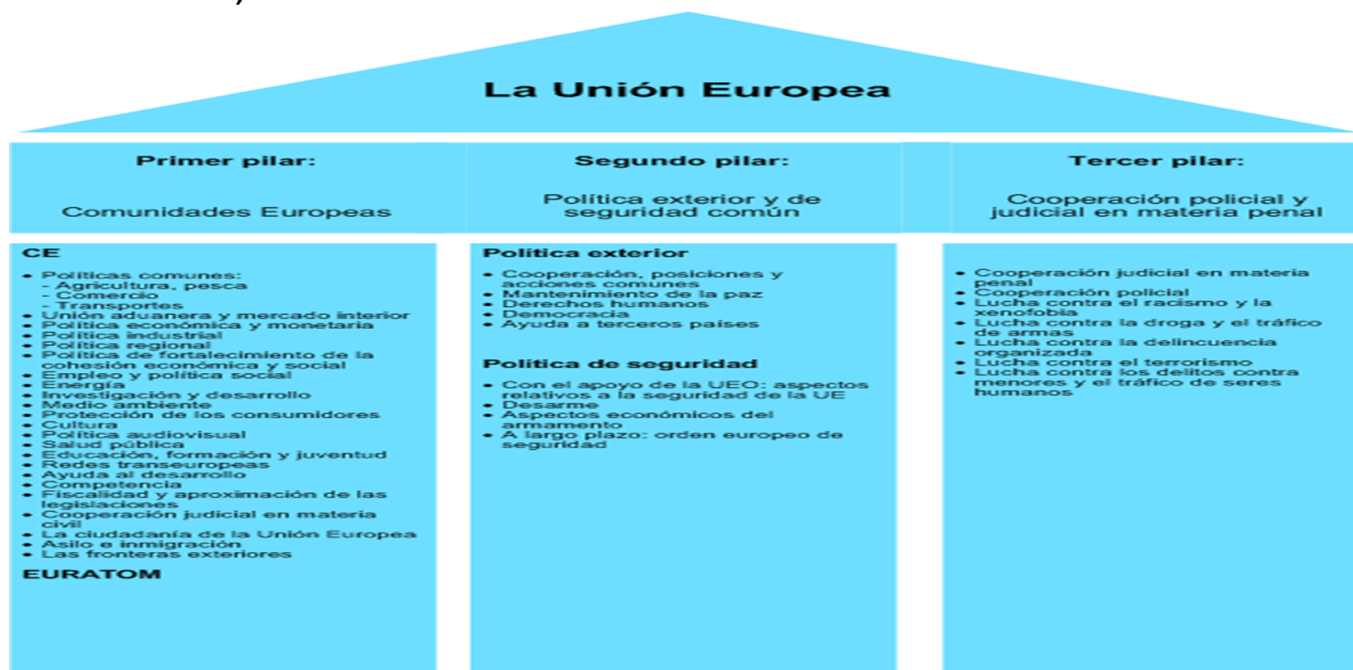 La Unión Europea
Primer pilar:
Comunidades Europeas
Segundo pilar:
Política exterior y de
seguridad común
Tercer pilar:
Cooperación policial y
judicial en materia penal
CE
• Políticas comunes:
- Agricultura, pesca
- Comercio
- Transportes
• Unión aduanera y mercado interior
• Política económica y monetaria
• Política industrial
• Política regional
• Política de fortalecimiento de la
cohesión económica y social
• Empleo y política social
• Energía
• Investigación y desarrollo
• Medio ambiente
• Protección de los consumidores
• Cultura
• Política audiovisual
• Salud pública
• Educación, formación y juventud
• Redes transeuropeas
• Ayuda al desarrollo
• Competencia
• Fiscalidad y aproximación de las
legislaciones
• Cooperación judicial en materia
civil
• La ciudadanía de la Unión Europea
• Asilo e inmigración
• Las fronteras exteriores
EURATOM
Política exterior
• Cooperación, posiciones y
acciones comunes
• Mantenimiento de la paz
• Derechos humanos
• Democracia
• Ayuda a terceros países
Política de seguridad
• Con el apoyo de la UEO: aspectos
relativos a la seguridad de la UE
• Desarme
• Aspectos económicos del
armamento
• A largo plazo: orden europeo de
seguridad
• Cooperación judicial en materia
penal
• Cooperación policial
• Lucha contra el racismo y la
xenofobia
• Lucha contra la droga y el tráfico
de armas
• Lucha contra la delincuencia
organizada
• Lucha contra el terrorismo
• Lucha contra los delitos contra
menores y el tráfico de seres
humanos